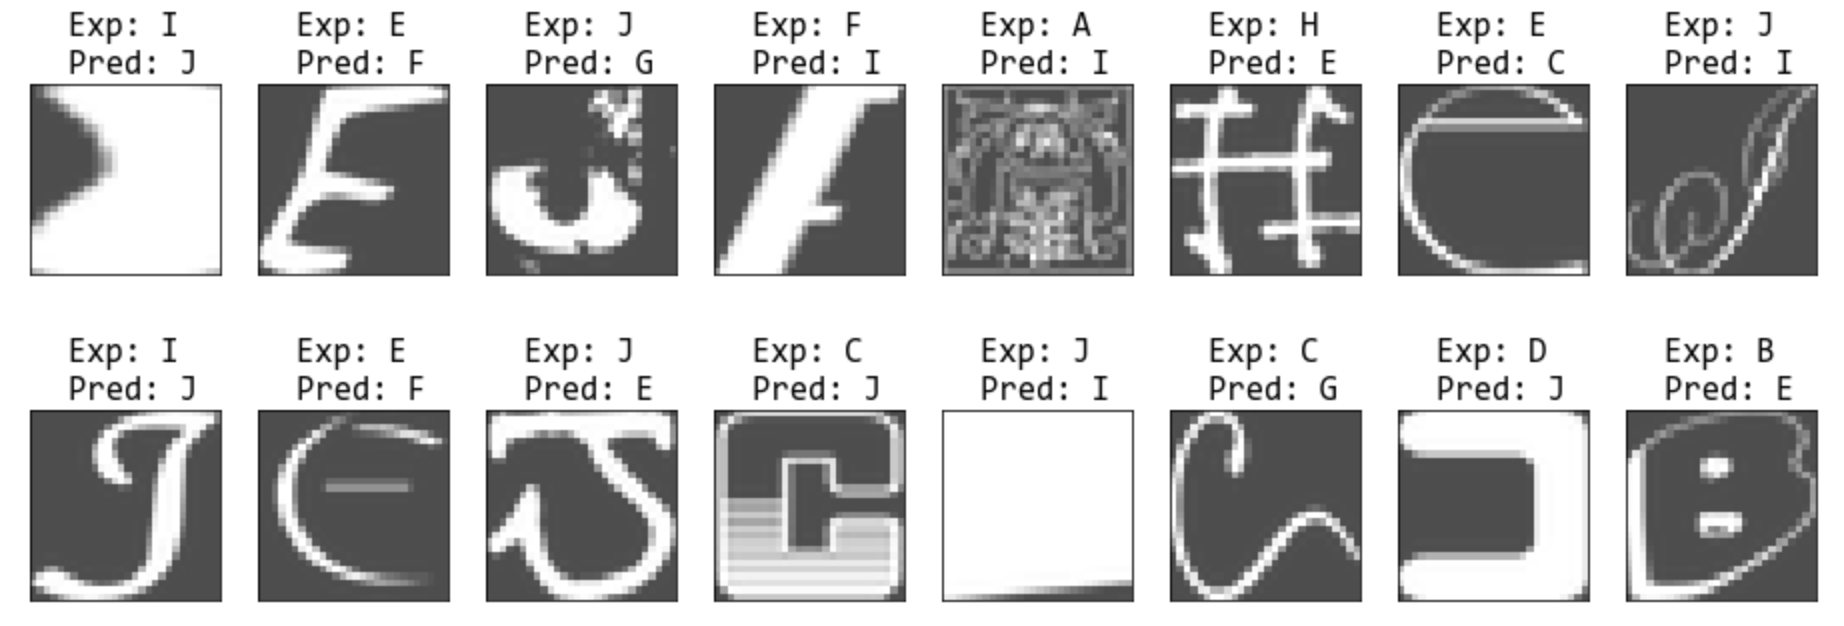 Exp: I Exp: E Exp: J Exp: F Exp: A Exp: H Exp: E Exp: J
Pred: J Pred: F Pred: G Pred: I Pred: I Pred: E Pred: C Pred: I
Exp: I Exp: E Exp: J Exp: C Exp: J Exp: C Exp: D Exp: B
Pred: J Pred: F Pred: E Pred: J Pred: I Pred: G Pred: J Pred: E